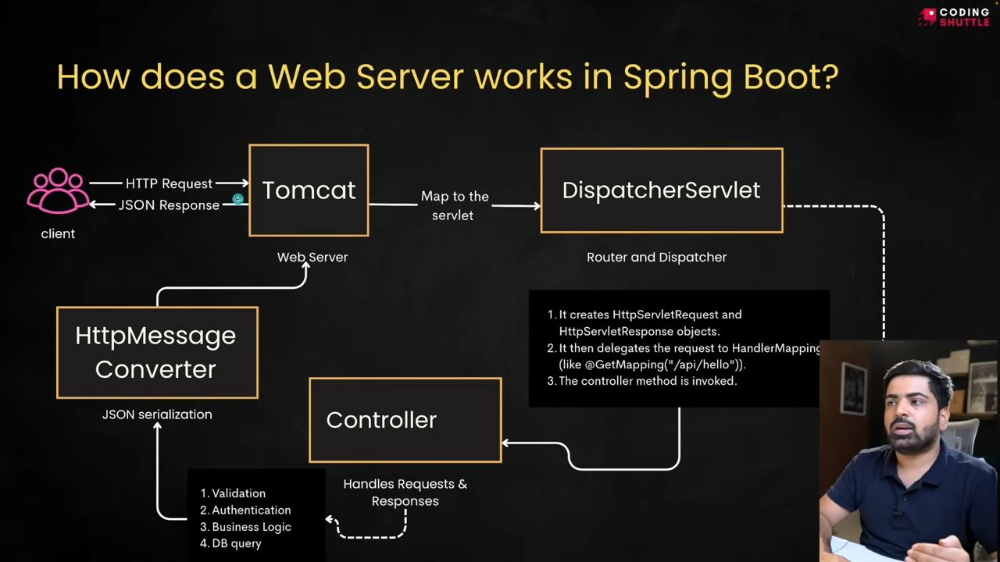 CODING
SHUTTLE
How does a Web Server works in Spring Boot?
HTTP Request
JSON Response
client
Tomcat
Web Server
Map to the
servlet
DispatcherServlet
Router and Dispatcher
1. It creates HttpServletRequest and
HttpServletResponse objects.
2. It then delegates the request to HandlerMapping
(like @GetMapping("/api/hello")).
3. The controller method is invoked.
HttpMessage
Converter
JSON serialization
Controller
Handles Requests &
Responses
1. Validation
2. Authentication
3. Business Logic
4. DB query